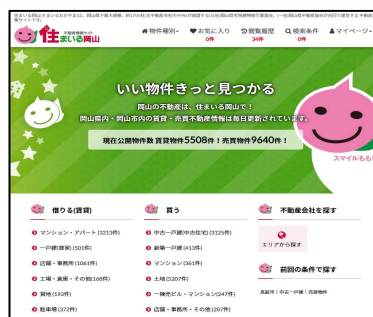 住まいる岡山
物件種別
お気に入り
0件
閲覧履歴
34件
検索条件
0件
マイページ
いい物件きっと見つかる
岡山の不動産は、住まいる岡山で！
岡山県内・岡山市内の賃貸・売買不動産情報は毎日更新されています。
現在公開物件数 賃貸物件5508件！売買物件9640件！
スマイルもも
借りる(賃貸)
マンション・アパート(3213件)
一戸建(貸家)(501件)
店舗・事務所(1061件)
工場・倉庫・その他(168件)
貸地(193件)
駐車場(372件)
買う
中古一戸建(中古住宅)(3125件)
新築一戸建(413件)
マンション(361件)
土地(5207件)
一棟売ビル・マンション(247件)
店舗・事務所・その他(287件)
不動産会社を探す
エリアから探す
前回の条件で探す
真庭市｜中古一戸建｜売買物件